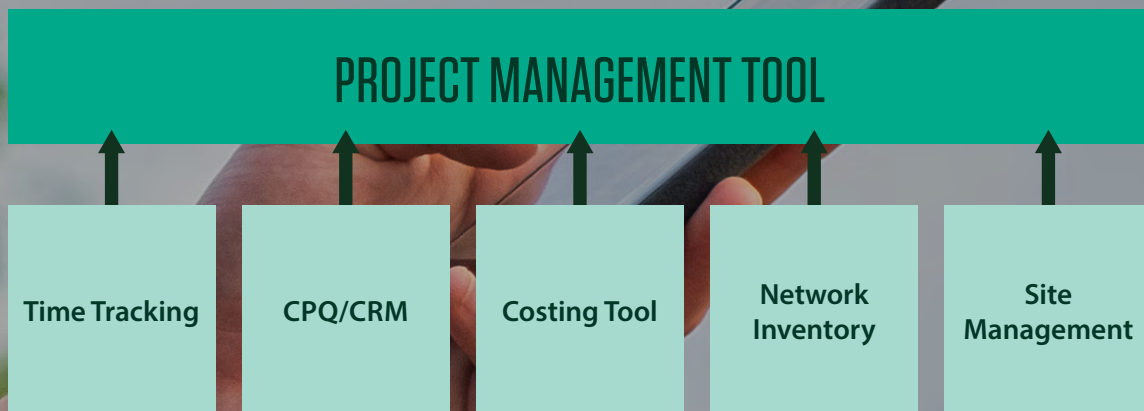 PROJECT MANAGEMENT TOOL
Time Tracking
CPQ/CRM
Costing Tool
Network
Inventory
Site
Management